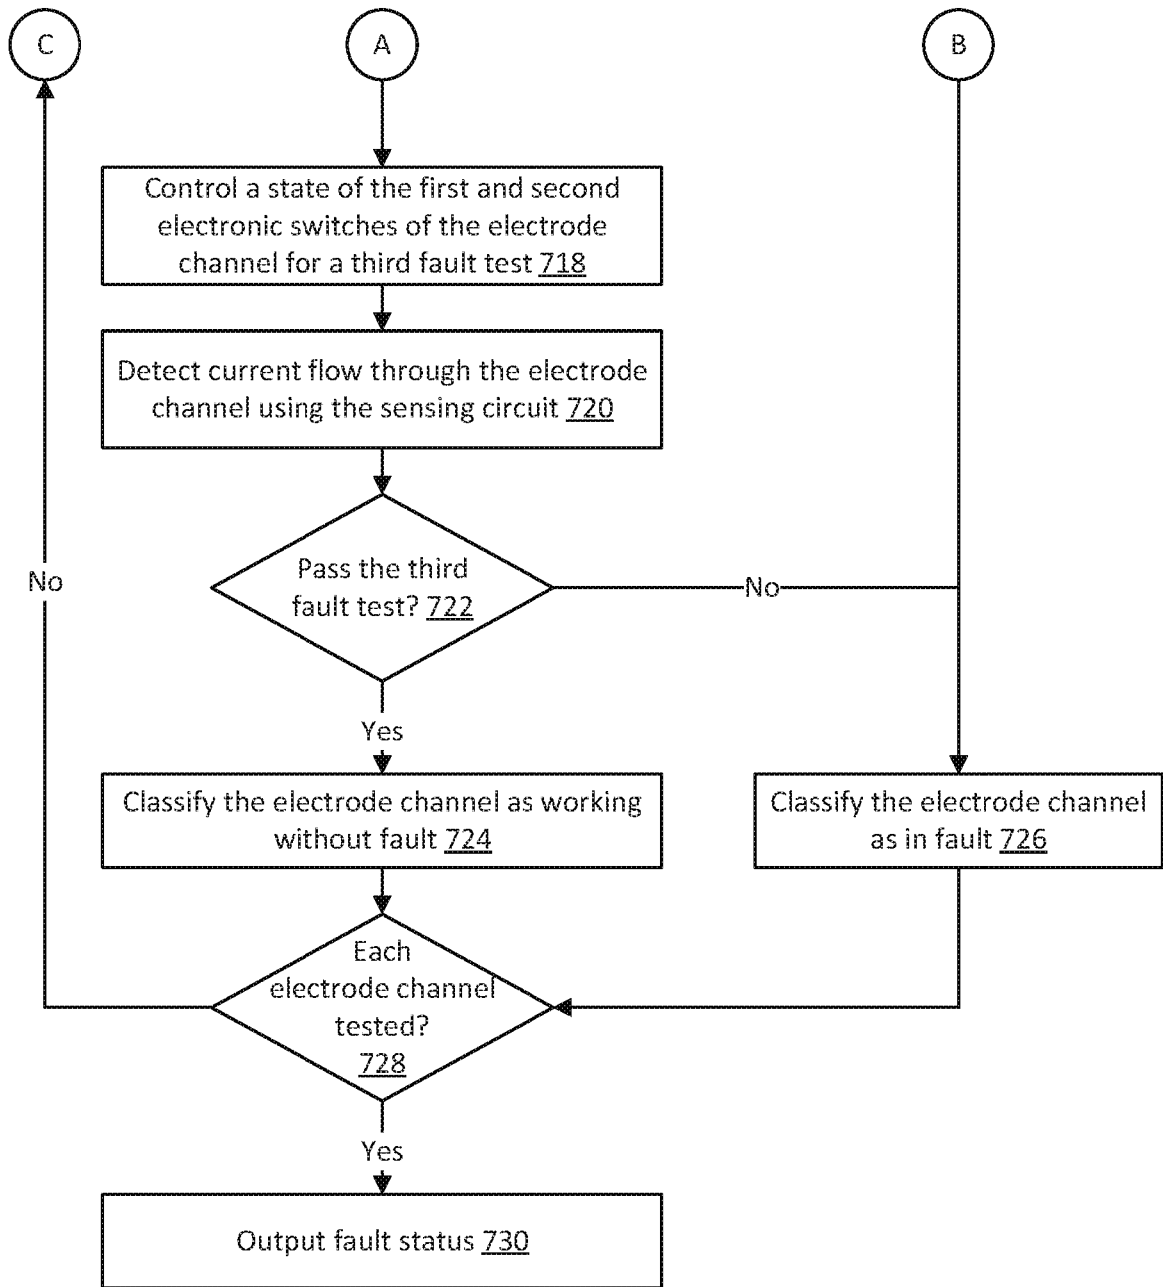 C
A
B
Control a state of the first and second
electronic switches of the electrode
channel for a third fault test 718
Detect current flow through the electrode
channel using the sensing circuit 720
No
Pass the third
fault test? 722
No
Yes
Classify the electrode channel as working
without fault 724
Classify the electrode channel
as in fault 726
Each
electrode channel
tested?
728
Yes
Output fault status 730